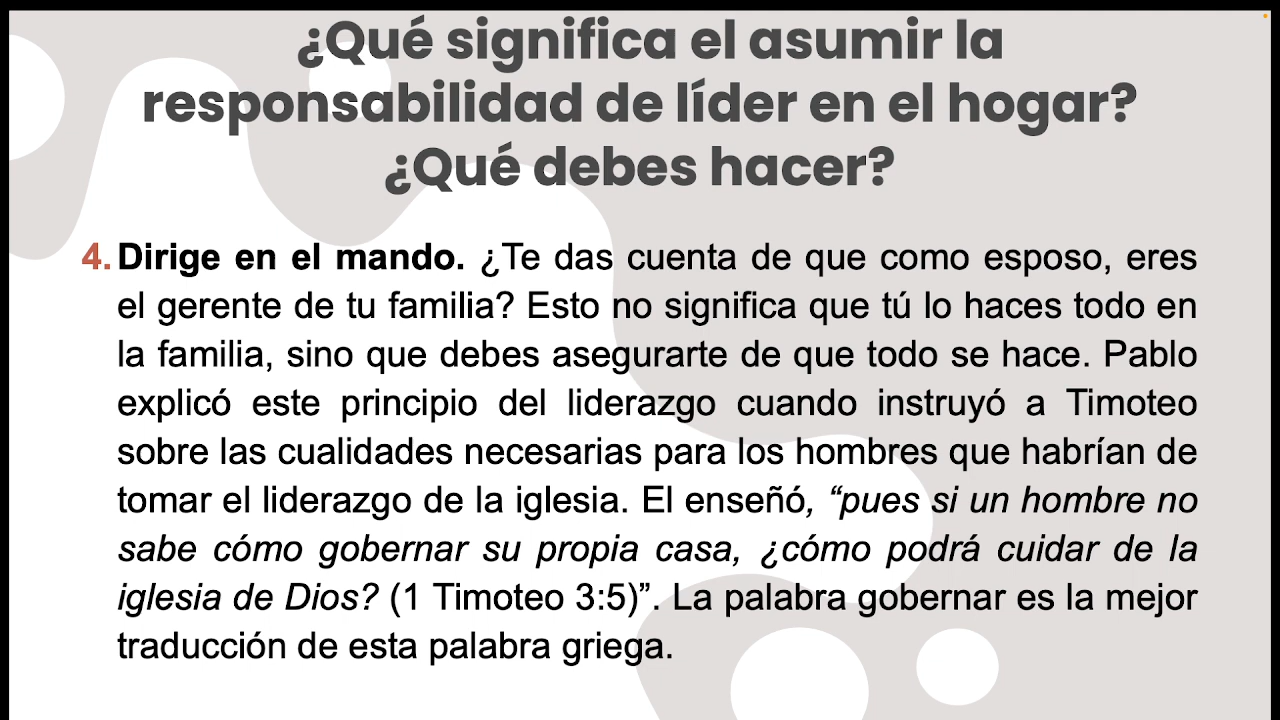 ¿Qué significa el asumir la
responsabilidad de líder en el hogar?
¿Qué debes hacer?
4. Dirige en el mando. ¿Te das cuenta de que como esposo, eres
el gerente de tu familia? Esto no significa que tú lo haces todo en
la familia, sino que debes asegurarte de que todo se hace. Pablo
explicó este principio del liderazgo cuando instruyó a Timoteo
sobre las cualidades necesarias para los hombres que habrían de
tomar el liderazgo de la iglesia. El enseñó, “pues si un hombre no
sabe cómo gobernar su propia casa, ¿cómo podrá cuidar de la
iglesia de Dios? (1 Timoteo 3:5)”. La palabra gobernar es la mejor
traducción de esta palabra griega.